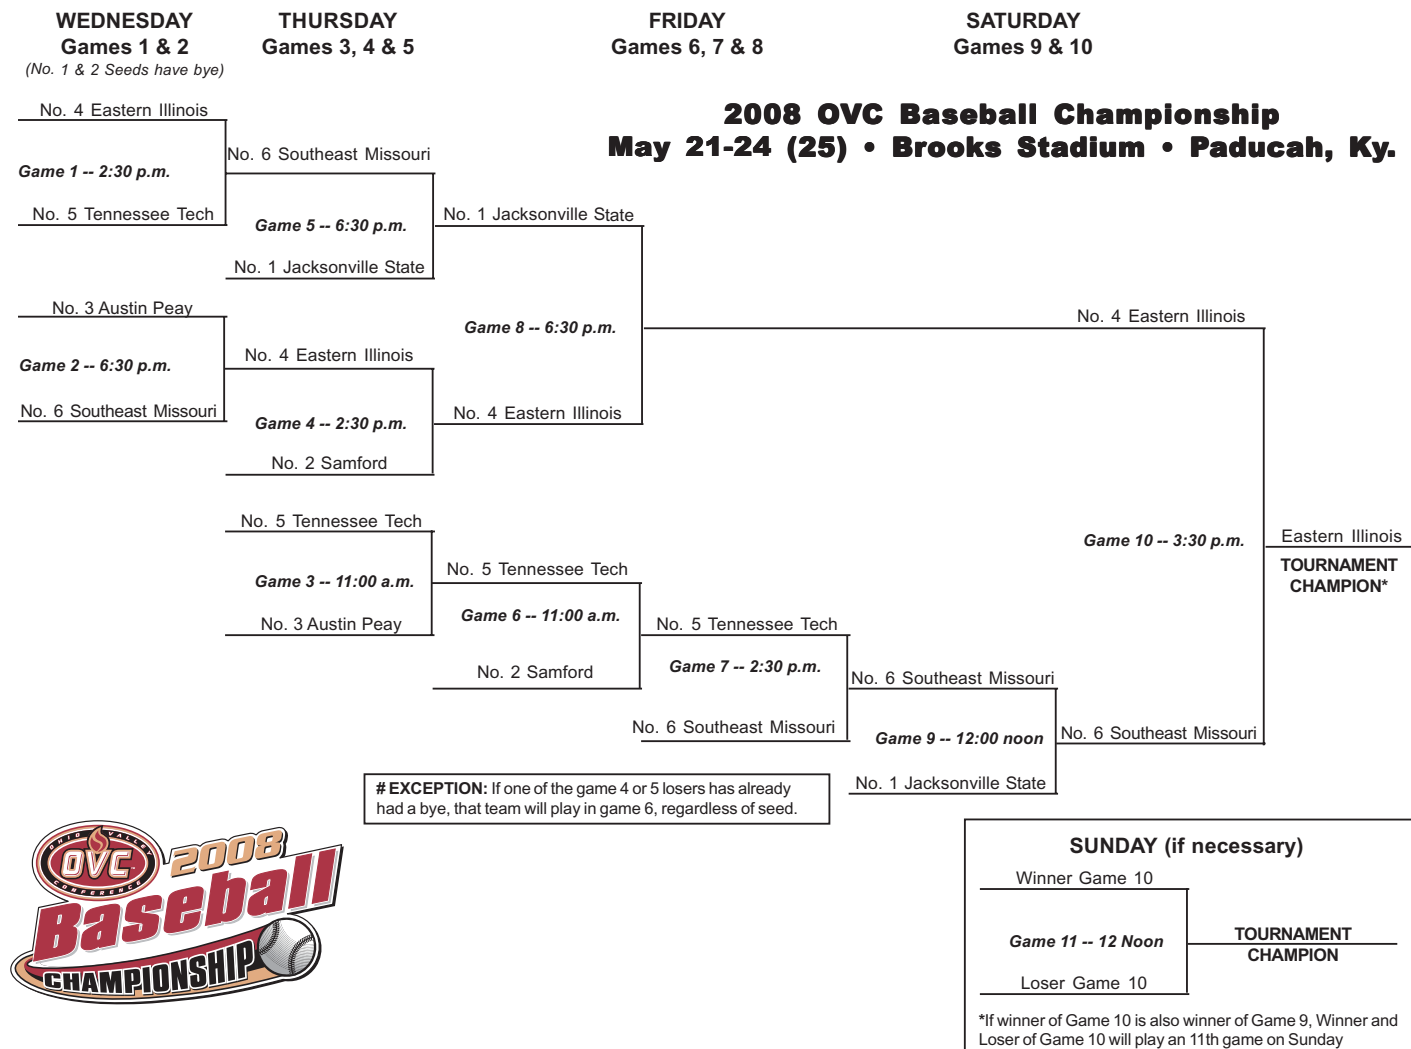 WEDNESDAY
Games 1 & 2
(No. 1 & 2 Seeds have bye)
THURSDAY
Games 3, 4 & 5
FRIDAY
Games 6, 7 & 8
SATURDAY
Games 9 & 10
2008 OVC Baseball Championship
May 21-24 (25) • Brooks Stadium • Paducah, Ky.
No. 4 Eastern Illinois
Game 1 -- 2:30 p.m.
No. 5 Tennessee Tech
No. 3 Austin Peay
Game 2 -- 6:30 p.m.
No. 6 Southeast Missouri
No. 6 Southeast Missouri
Game 5 -- 6:30 p.m.
No. 1 Jacksonville State
No. 4 Eastern Illinois
Game 4 -- 2:30 p.m.
No. 2 Samford
No. 5 Tennessee Tech
Game 3 -- 11:00 a.m.
No. 3 Austin Peay
No. 1 Jacksonville State
Game 8 -- 6:30 p.m.
No. 4 Eastern Illinois
No. 5 Tennessee Tech
Game 6 -- 11:00 a.m.
No. 2 Samford
No. 5 Tennessee Tech
Game 7 -- 2:30 p.m.
No. 6 Southeast Missouri
No. 6 Southeast Missouri
Game 9 -- 12:00 noon
No. 1 Jacksonville State
No. 4 Eastern Illinois
Game 10 -- 3:30 p.m.
No. 6 Southeast Missouri
Eastern Illinois
TOURNAMENT
CHAMPION*
# EXCEPTION: If one of the game 4 or 5 losers has already
had a bye, that team will play in game 6, regardless of seed.
OHIO VALLEY
OVC
CONFERENCE
2008
Baseball
CHAMPIONSHIP
SUNDAY (if necessary)
Winner Game 10
Game 11 -- 12 Noon
Loser Game 10
TOURNAMENT
CHAMPION
*If winner of Game 10 is also winner of Game 9, Winner and
Loser of Game 10 will play an 11th game on Sunday